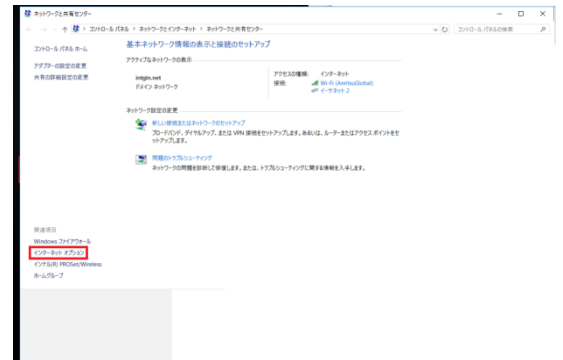 ネットワークと共有センター
コントロール パネル > ネットワークとインターネット > ネットワークと共有センター
コントロール パネルの検索
コントロール パネル ホーム
アダプターの設定の変更
共有の詳細設定の変更
基本ネットワーク情報の表示と接続のセットアップ
アクティブなネットワークの表示
intgin.net
ドメイン ネットワーク
アクセスの種類: インターネット
接続: Wi-Fi (AnritsuGlobal)
イーサネット 2
ネットワーク設定の変更
新しい接続またはネットワークのセットアップ
ブロードバンド、ダイヤルアップ、または VPN 接続をセットアップします。あるいは、ルーターまたはアクセス ポイントをセ
ットアップします。
問題のトラブルシューティング
ネットワークの問題を診断して修復します。または、トラブルシューティングに関する情報を入手します。
関連項目
Windows ファイアウォール
インターネット オプション
インテル(R) PROSet/Wireless
ホームグループ